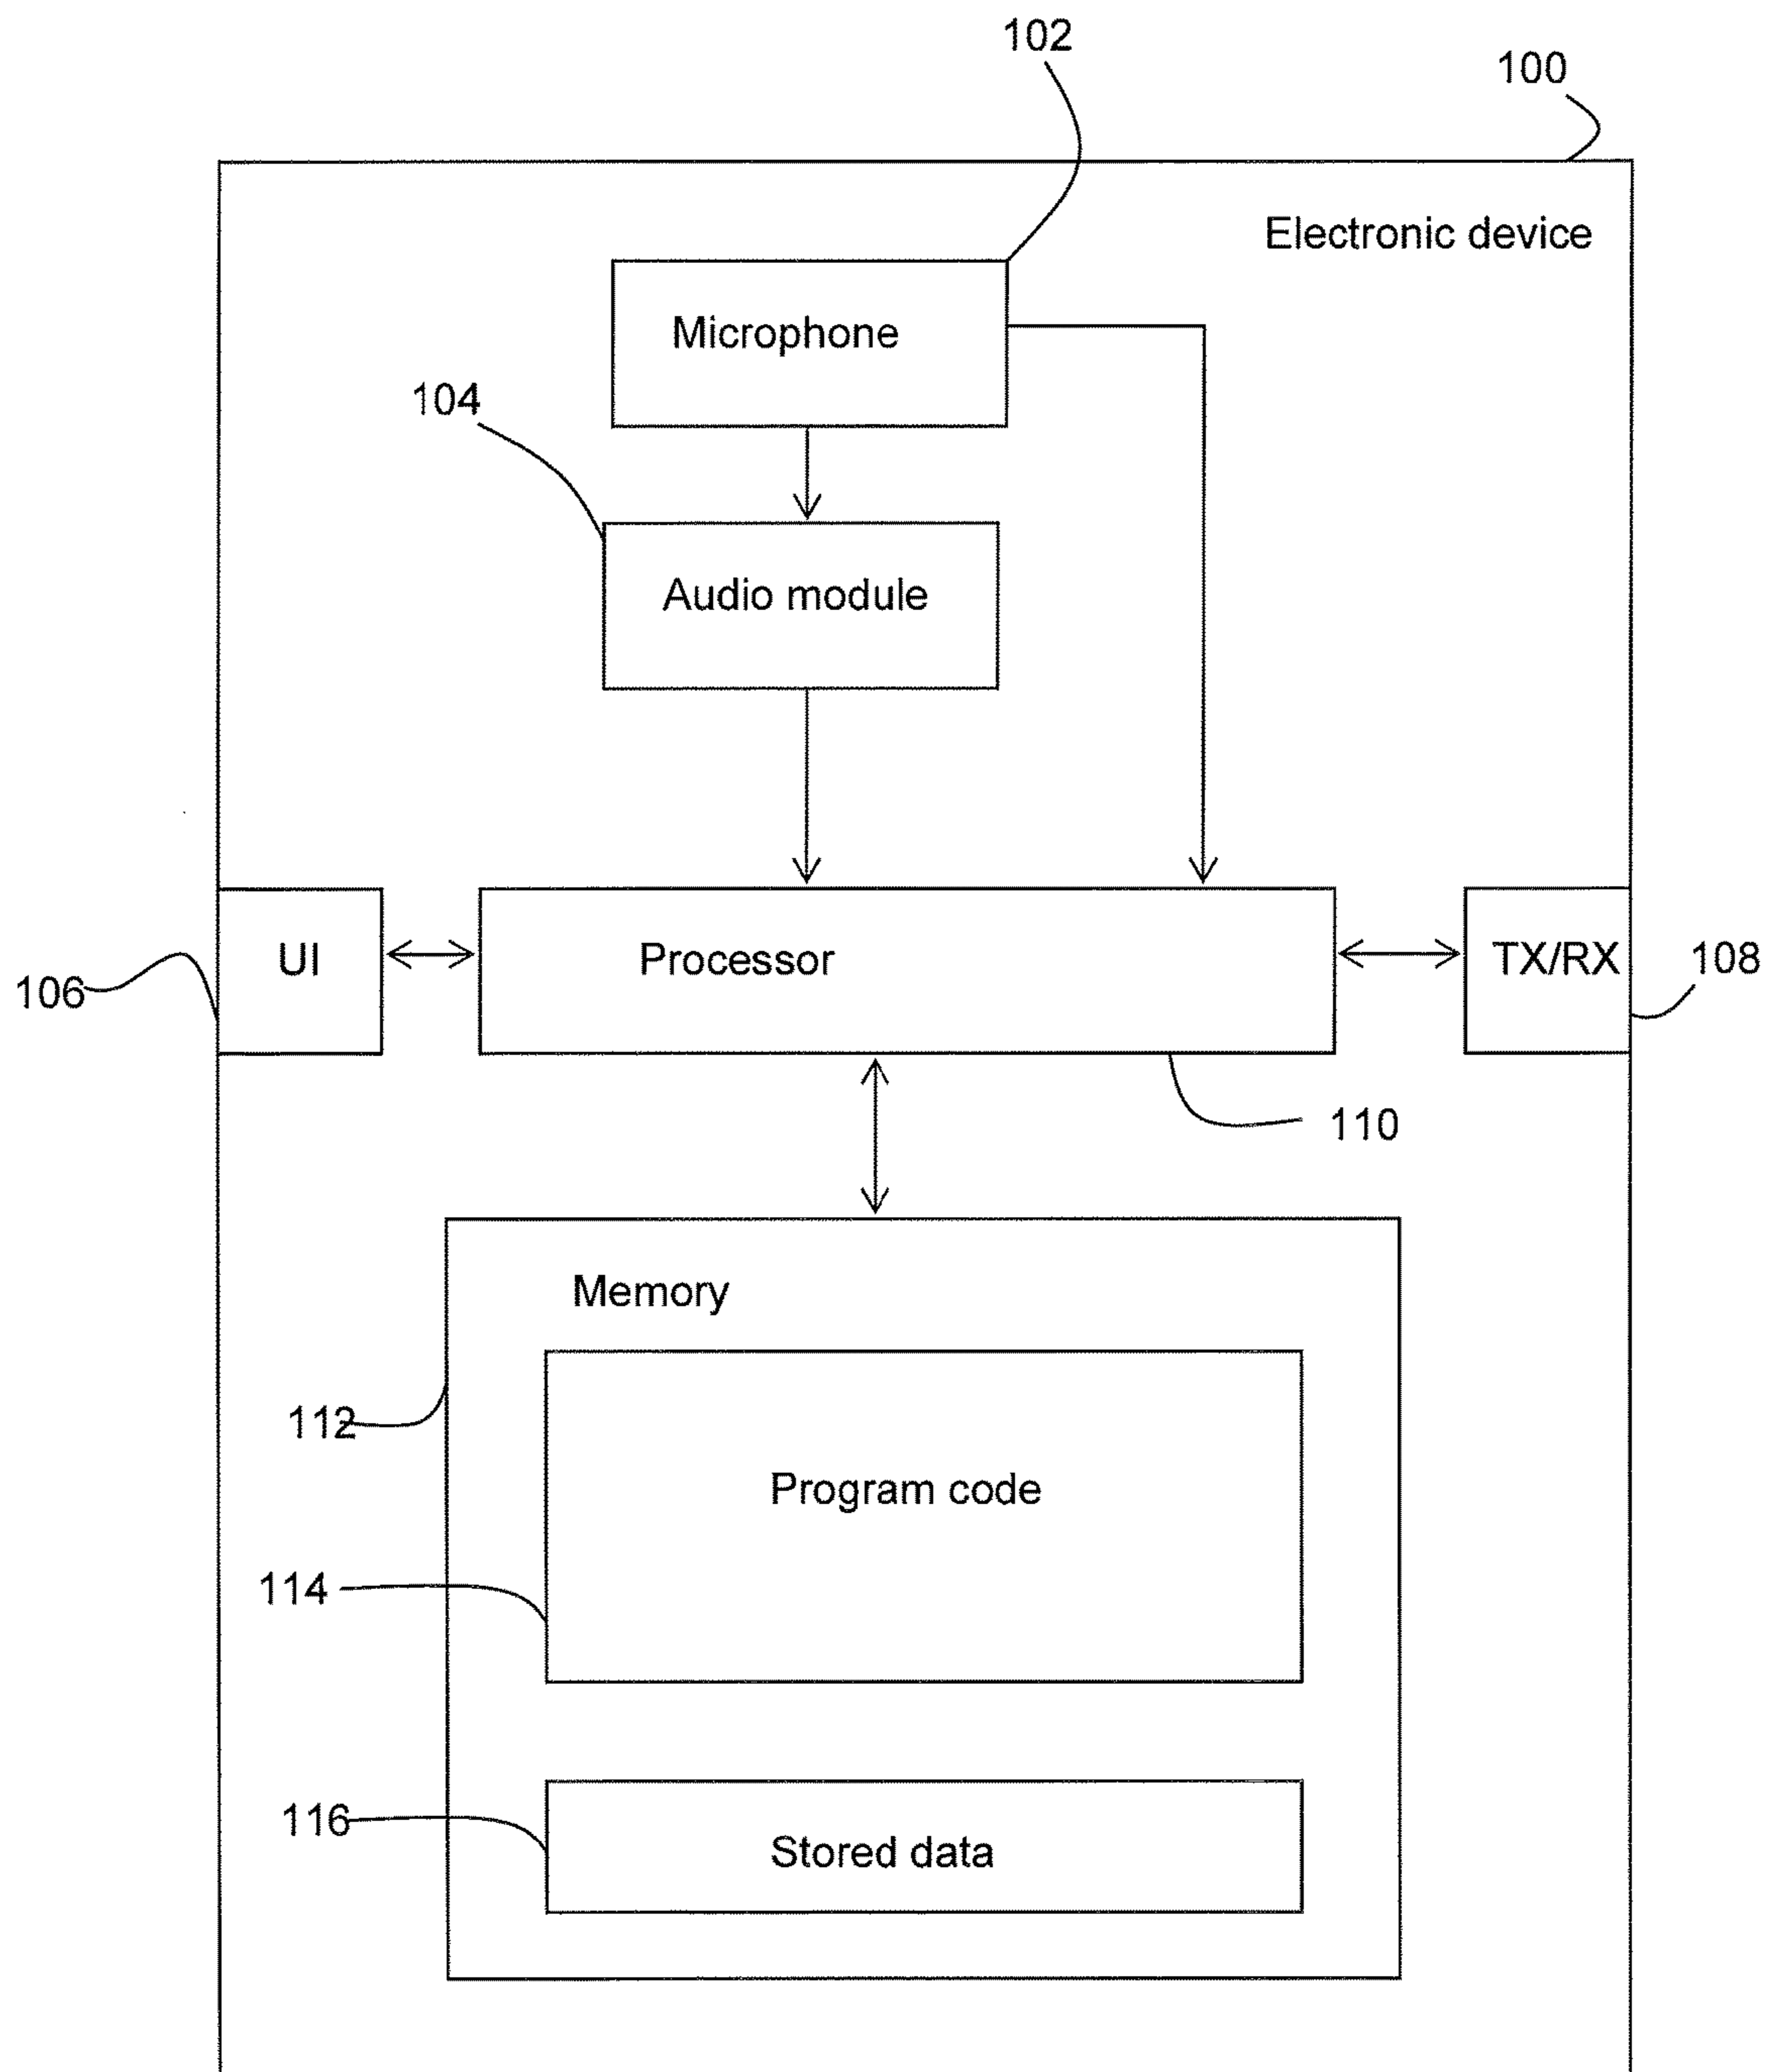 102
100
Electronic device
Microphone
104
Audio module
UI
Processor
TX/RX
108
106
110
Memory
112
Program code
114
116
Stored data